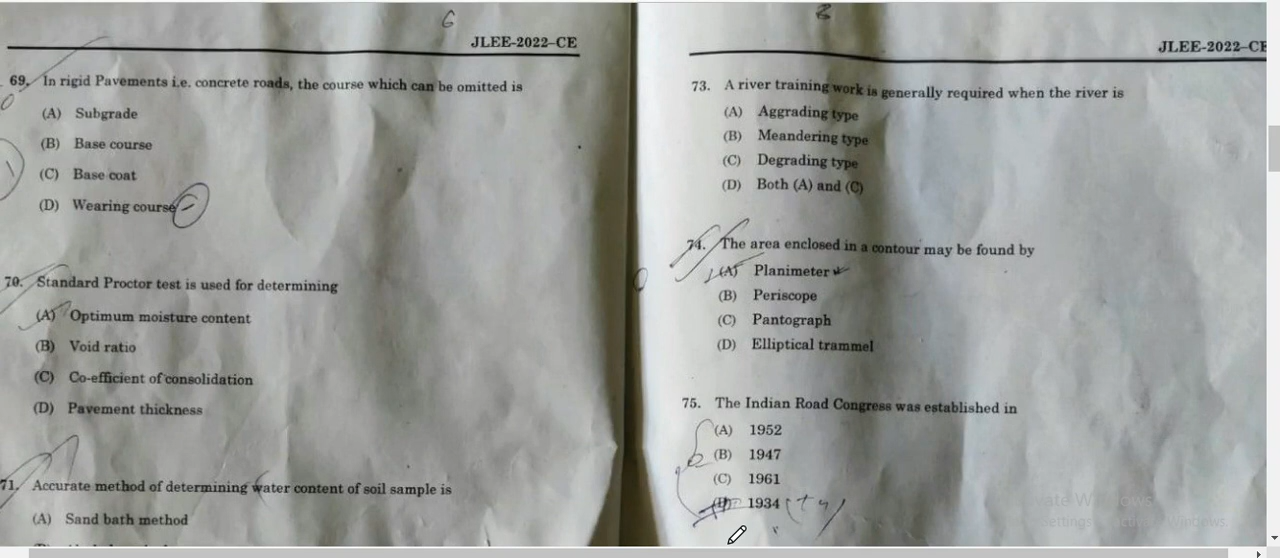 6
JLEE-2022-CE
69. In rigid Pavements i.e. concrete roads, the course which can be omitted is
(A) Subgrade
(B) Base course
(C) Base coat
(D) Wearing course
70. Standard Proctor test is used for determining
(A) Optimum moisture content
(B) Void ratio
(C) Co-efficient of consolidation
(D) Pavement thickness
71. Accurate method of determining water content of soil sample is
(A) Sand bath method
8
JLEE-2022-CE
73. A river training work is generally required when the river is
(A) Aggrading type
(B) Meandering type
(C) Degrading type
(D) Both (A) and (C)
74. The area enclosed in a contour may be found by
(A) Planimeter
(B) Periscope
(C) Pantograph
(D) Elliptical trammel
75. The Indian Road Congress was established in
(A) 1952
(B) 1947
(C) 1961
(D) 1934